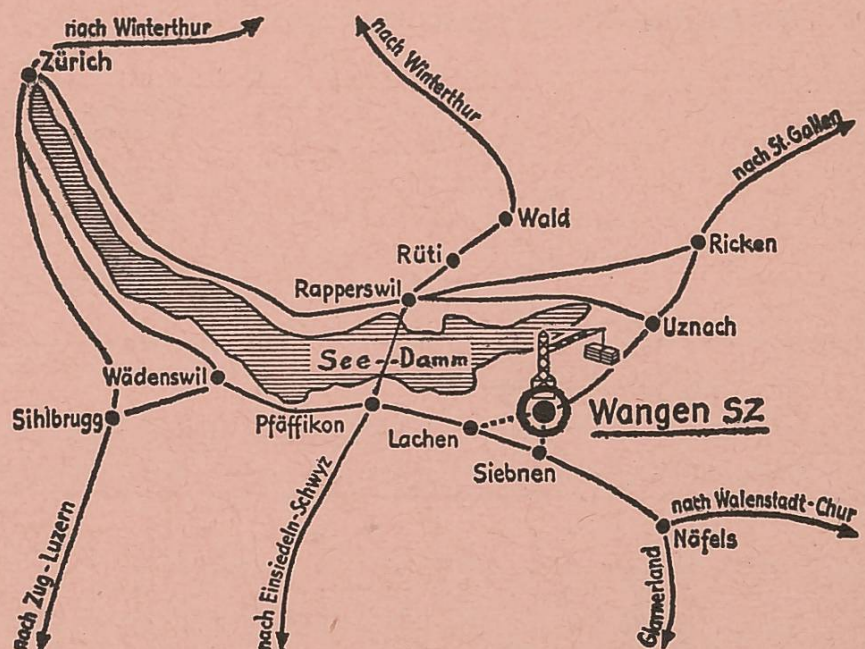 nach Winterthur
Zürich
nach Winterthur
nach St. Gallen
Wald
Ricken
Rüti
Rapperswil
Uznach
See--Damm
Wädenswil
Wangen SZ
Sihlbrugg
Pfäffikon
Lachen
Siebnen
nach Walenstadt-Chur
Näfels
nach Zug-Luzern
nach Einsiedeln-Schwyz
Glarnerland